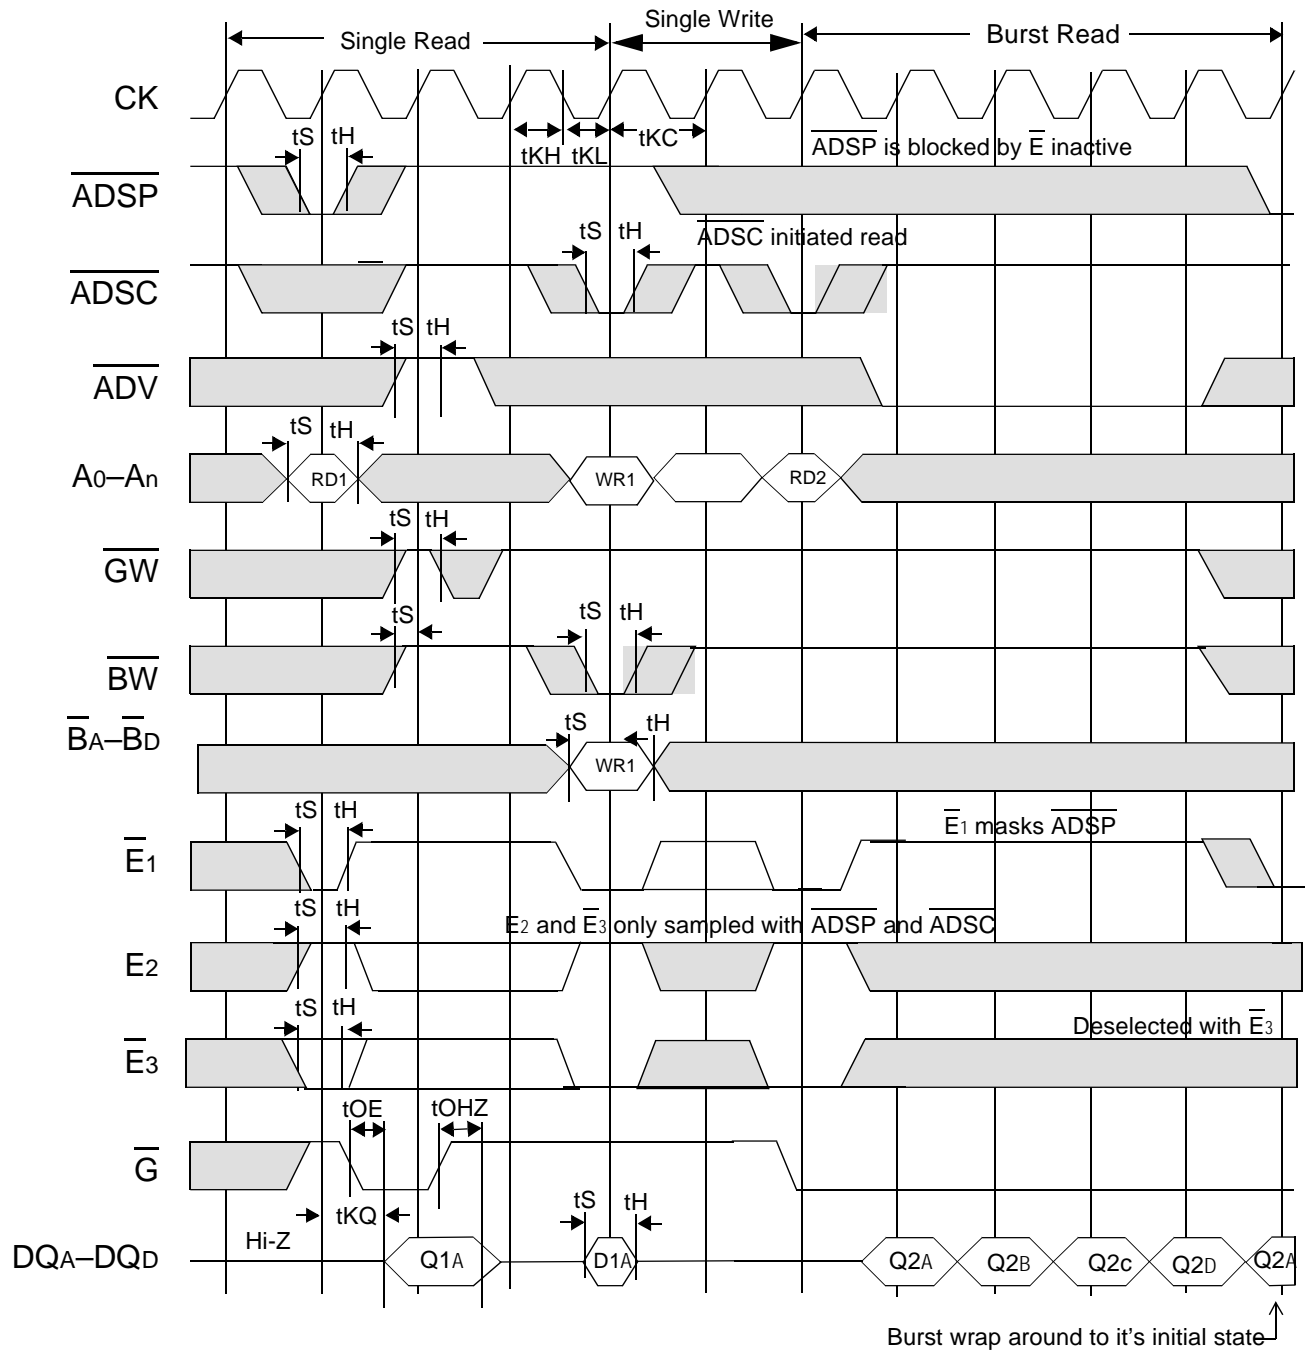 Single Read
Single Write
Burst Read
CK
tKH
tKL
tKC
ADSP is blocked by E inactive
tS
tH
ADSP
tS
tH
ADSC initiated read
ADSC
tS
tH
ADV
tS
tH
A0–An
RD1
WR1
RD2
tS
tH
GW
tS
tS
tH
BW
BA–BD
tS
tH
WR1
tS
tH
E1 masks ADSP
E1
tS
tH
E2 and E3 only sampled with ADSP and ADSC
E2
tS
tH
Deselected with E3
E3
tOE
tOHZ
G
tKQ
tS
tH
Hi-Z
DQA–DQD
Q1A
D1A
Q2A
Q2B
Q2c
Q2D
Q2A
Burst wrap around to it's initial state